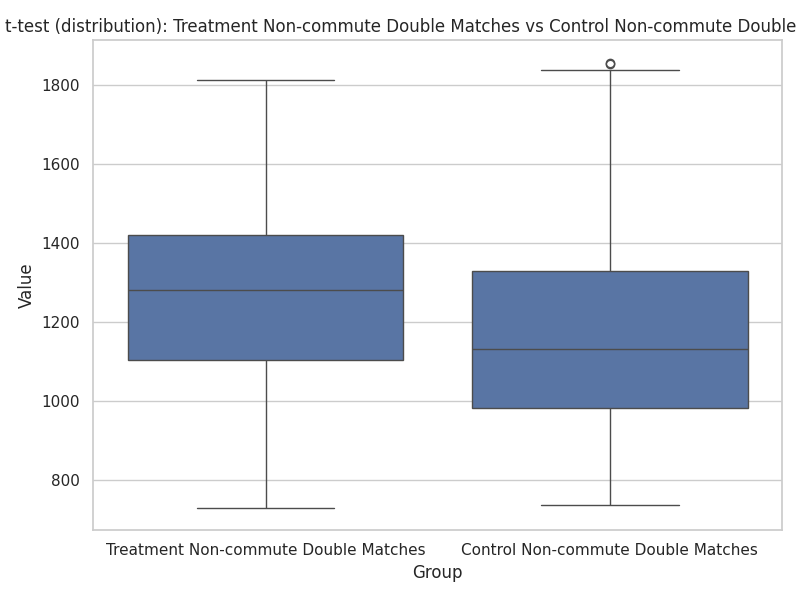 t-test (distribution): Treatment Non-commute Double Matches vs Control Non-commute Double
1800
1600
1400
1200
1000
800
Value
Treatment Non-commute Double Matches
Control Non-commute Double Matches
Group